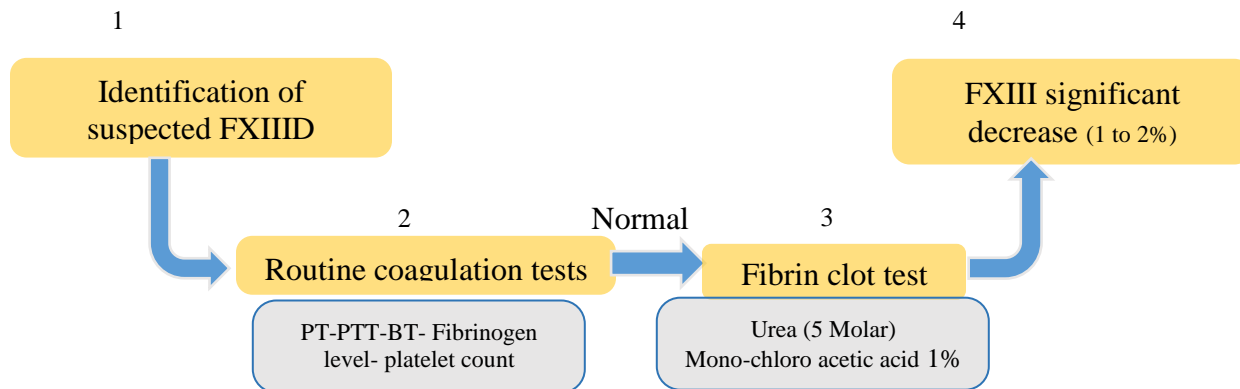 1
Identification of
suspected FXIIID
2
Routine coagulation tests
PT-PTT-BT- Fibrinogen
level- platelet count
Normal
3
Fibrin clot test
Urea (5 Molar)
Mono-chloro acetic acid 1%
4
FXIII significant
decrease (1 to 2%)